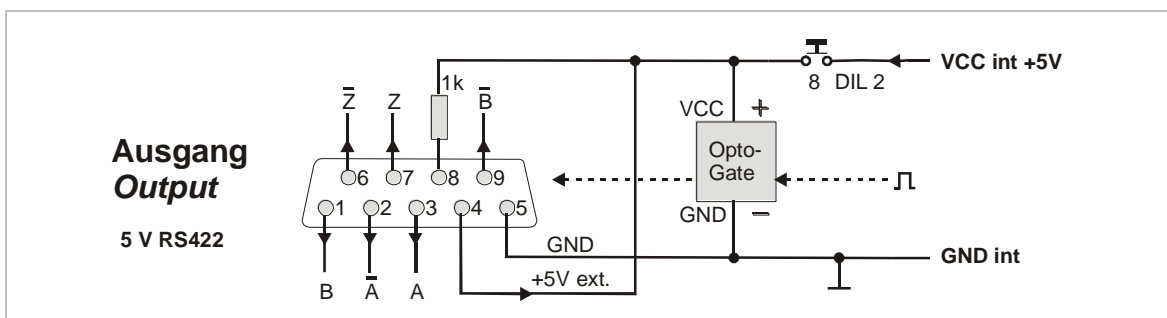 VCC int +5V
8 DIL 2
1k
Z̅ Z B̅
VCC +
Ausgang
Output
5 V RS422
Opto-
Gate
6 7 8 9
1 2 3 4 5
GND –
GND
GND int
+5V ext.
B A̅ A